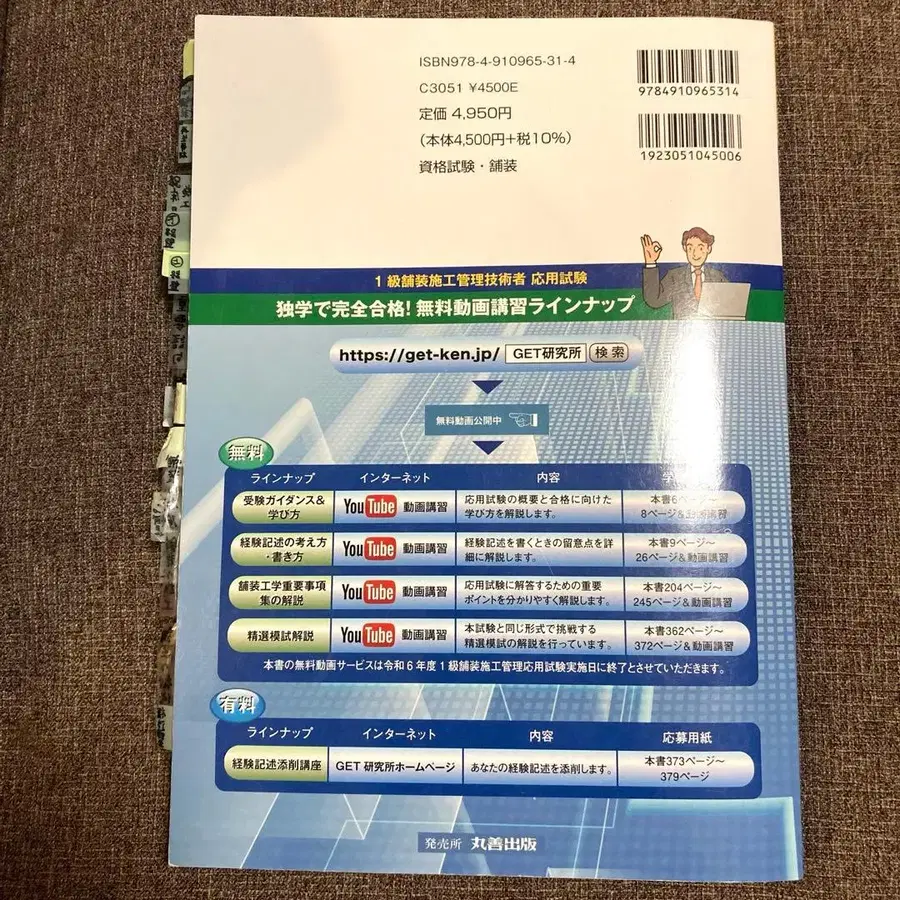 ISBN978-4-910965-31-4
C3051 ¥4500E
定価 4,950円
(本体4,500円+税10%)
資格試験・舗装
9784910965314
1923051045006
1級舗装施工管理技術者 応用試験
独学で完全合格! 無料動画講習ラインナップ
https://get-ken.jp/ GET研究所 検索
無料動画公開中
無料
ラインナップ インターネット 内容
受験ガイダンス&
学び方
YouTube 動画講習
応用試験の概要と合格に向けた
学び方を解説します。
本書6ページ〜
8ページ&動画講習
経験記述の考え方
・書き方
YouTube 動画講習
経験記述を書くときの留意点を詳
細に解説します。
本書9ページ〜
26ページ&動画講習
舗装工学重要事項
集の解説
YouTube 動画講習
応用試験に解答するための重要
ポイントを分かりやすく解説します。
本書204ページ〜
245ページ&動画講習
精選模試解説
YouTube 動画講習
本試験と同じ形式で挑戦する
精選模試の解説を行っています。
本書362ページ〜
372ページ&動画講習
本書の無料動画サービスは令和6年度1級舗装施工管理応用試験実施日に終了とさせていただきます。
有料
ラインナップ インターネット 内容 応募用紙
経験記述添削講座 GET 研究所ホームページ あなたの経験記述を添削します。
本書373ページ〜
379ページ
発売所 丸善出版